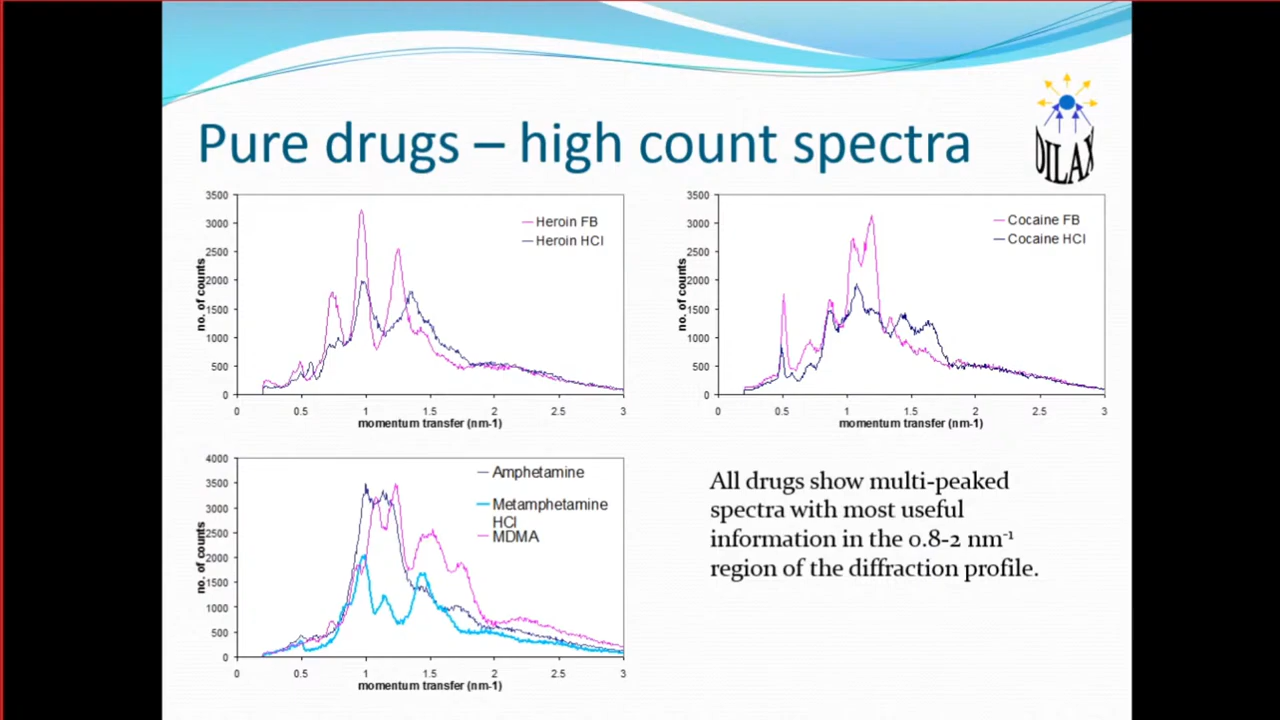 Pure drugs – high count spectra
DILAX
3500
3000
2500
2000
1500
1000
500
0
no. of counts
Heroin FB
Heroin HCl
0 0.5 1 1.5 2 2.5 3
momentum transfer (nm-1)
3500
3000
2500
2000
1500
1000
500
0
no. of counts
Cocaine FB
Cocaine HCl
0 0.5 1 1.5 2 2.5 3
momentum transfer (nm-1)
4000
3500
3000
2500
2000
1500
1000
500
0
no. of counts
Amphetamine
Metamphetamine
HCl
MDMA
0 0.5 1 1.5 2 2.5 3
momentum transfer (nm-1)
All drugs show multi-peaked
spectra with most useful
information in the 0.8-2 nm⁻¹
region of the diffraction profile.